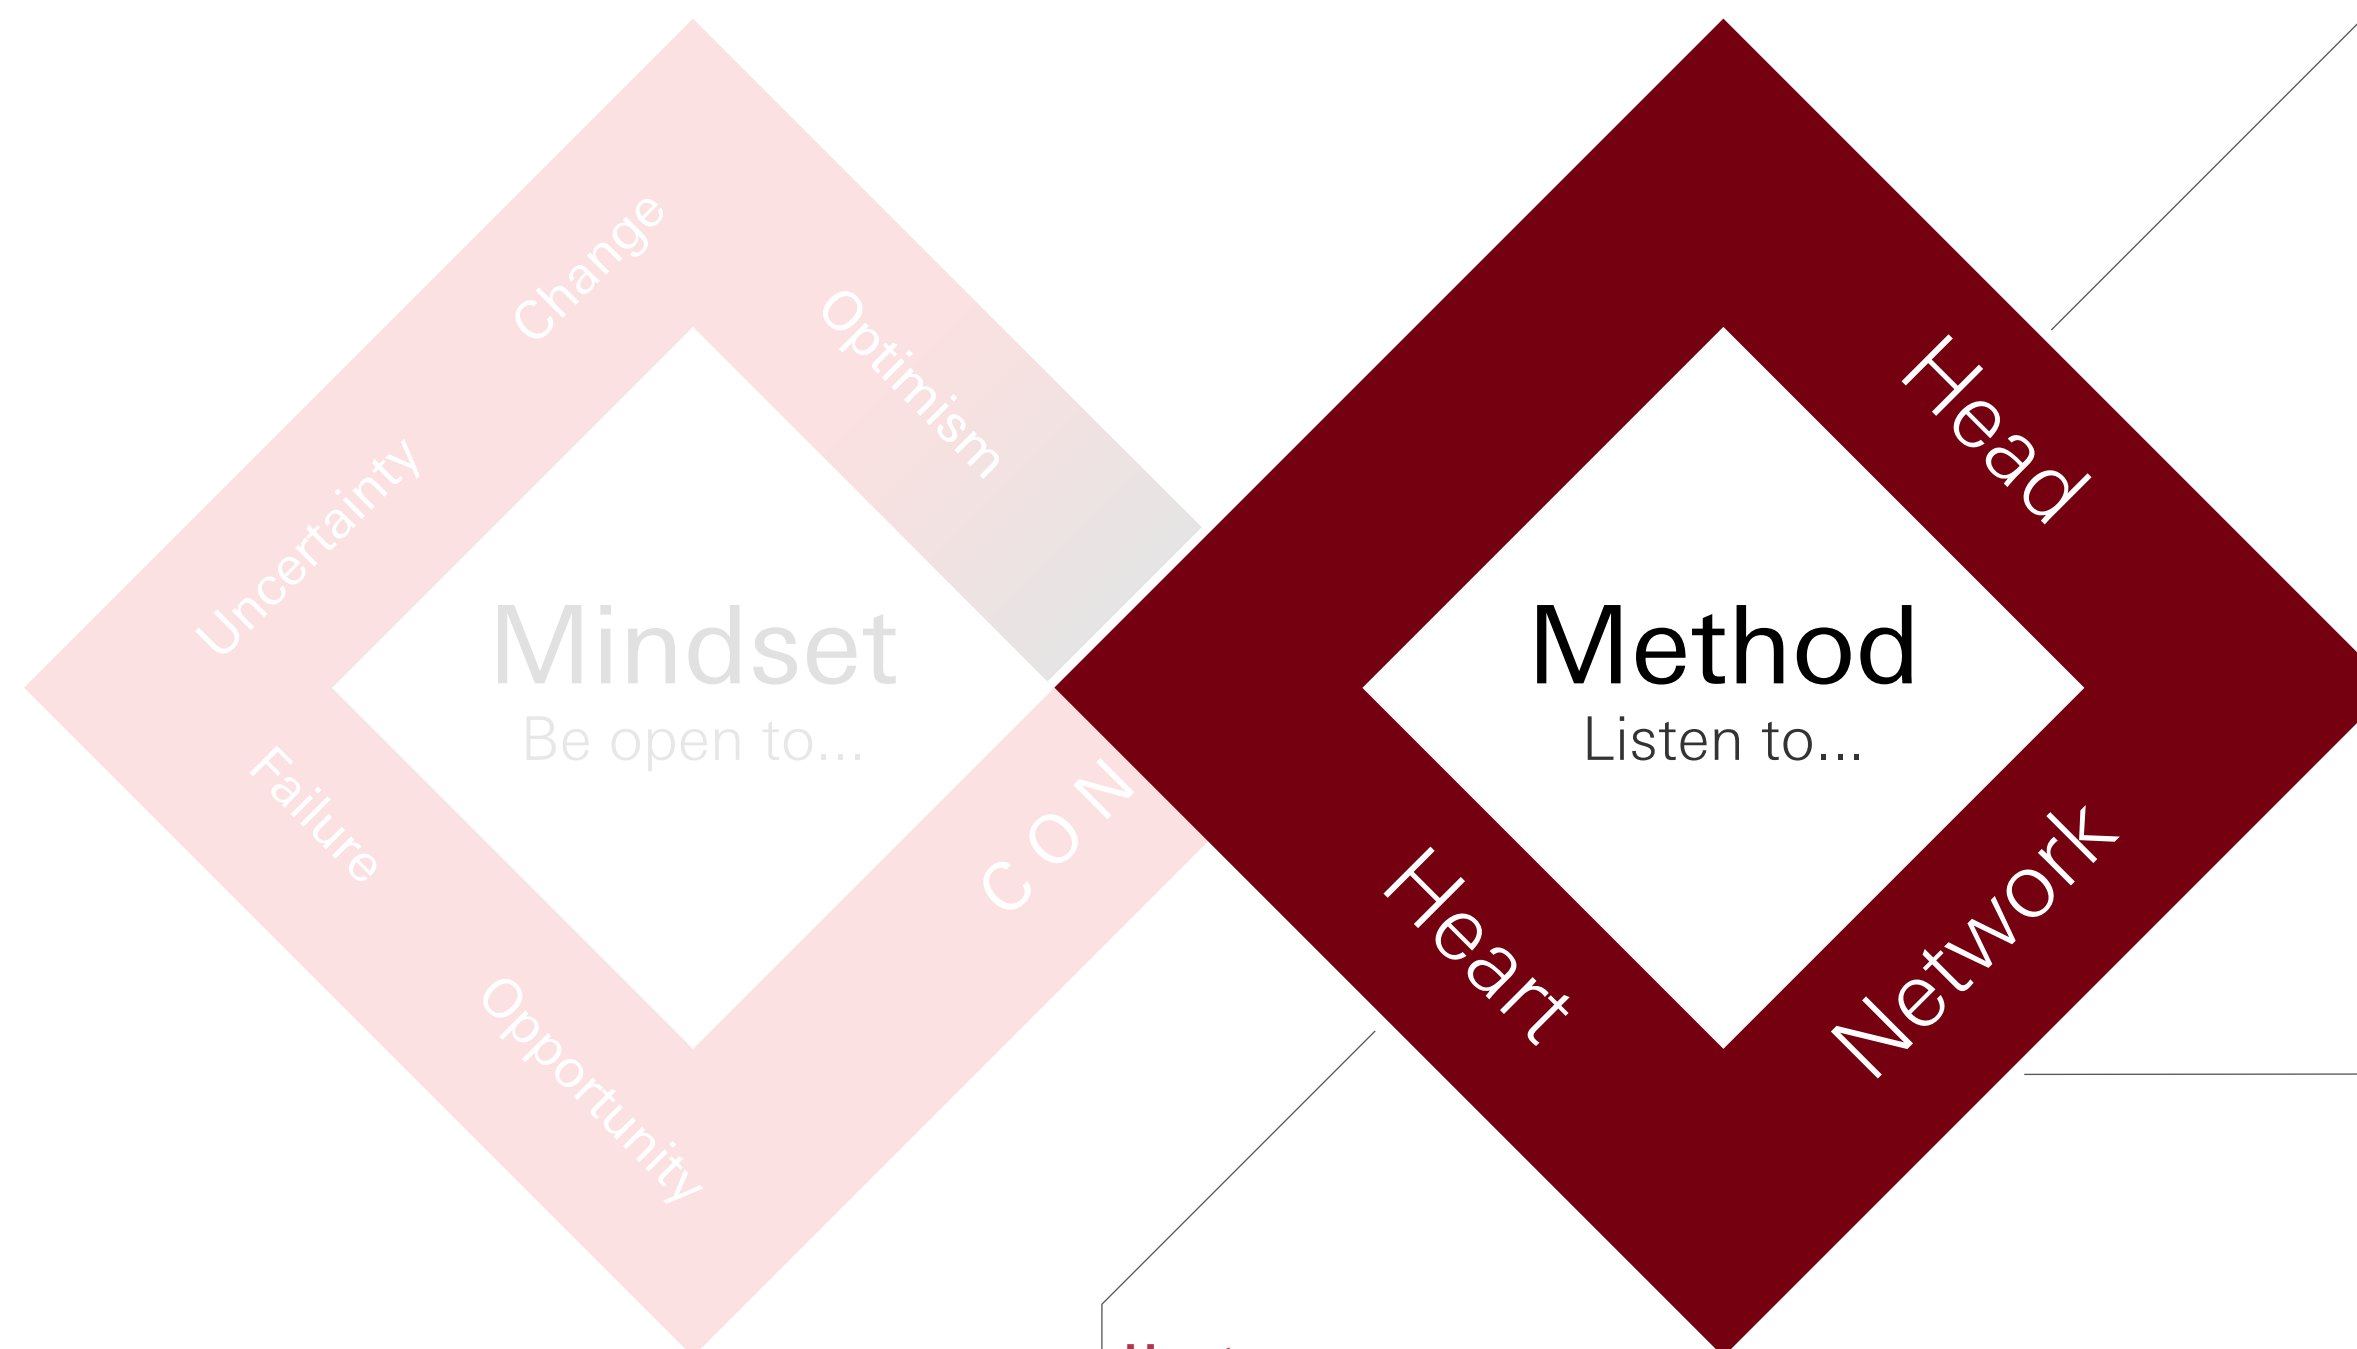 Change
Optimism
Uncertainty
Mindset
Be open to...
Failure
Opportunity
CON
Head
Method
Listen to...
Heart
Network